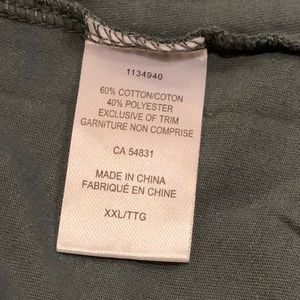 1134940
60% COTTON/COTON
40% POLYESTER
EXCLUSIVE OF TRIM
GARNITURE NON COMPRISE
CA 54831
MADE IN CHINA
FABRIQUÉ EN CHINE
XXL/TTG